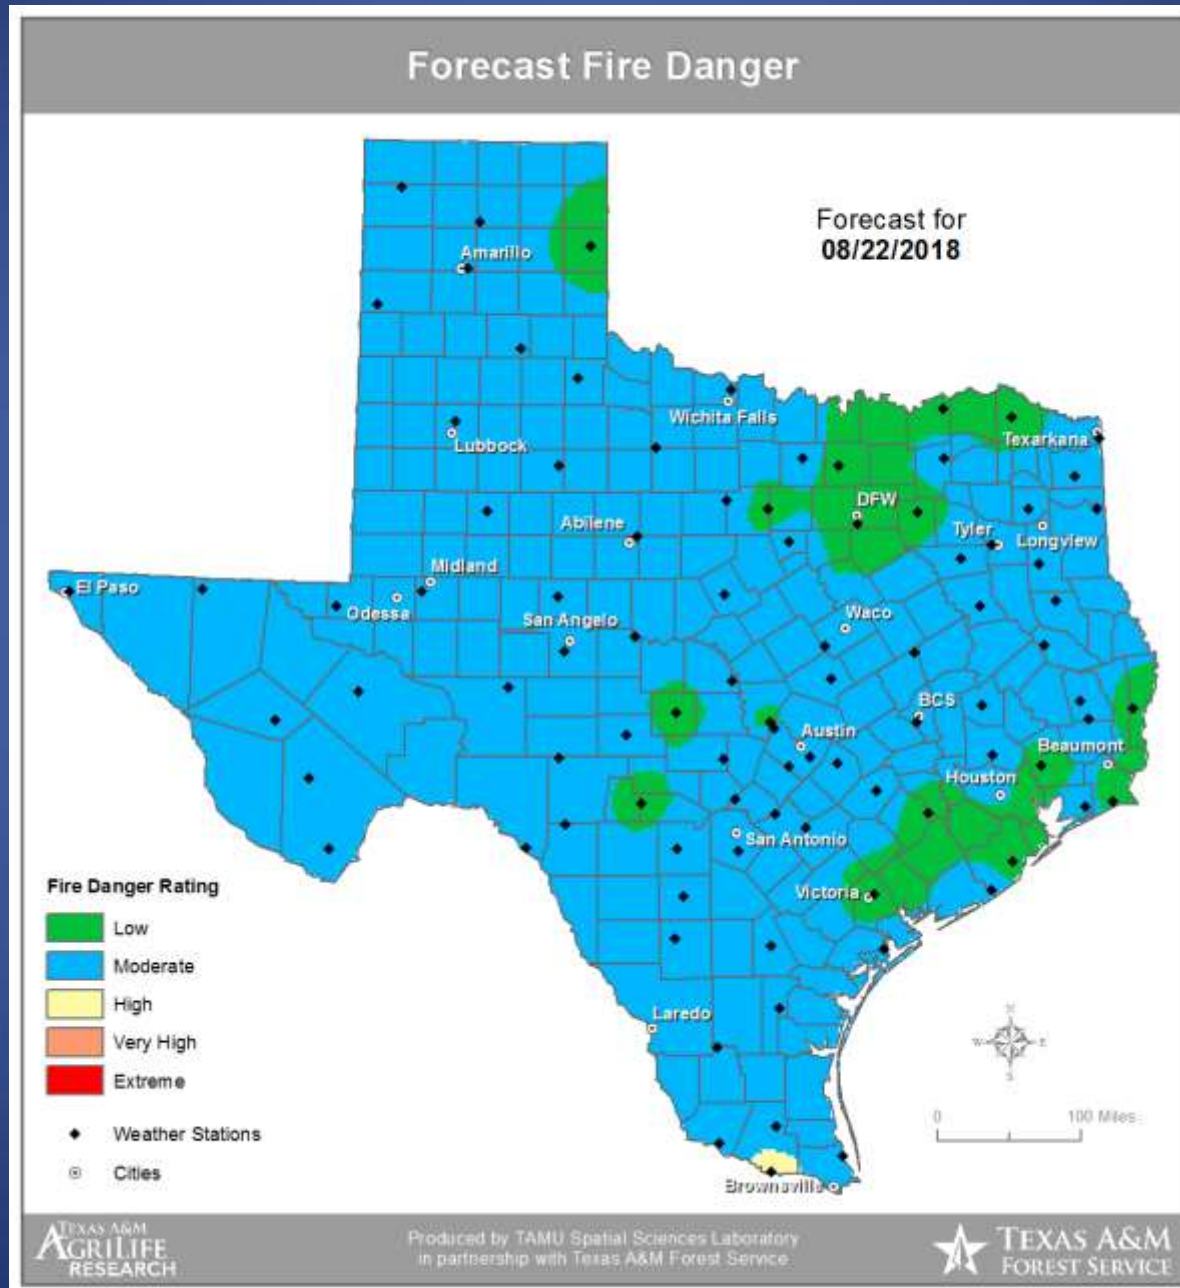 Forecast Fire Danger
Forecast for
08/22/2018
Amarillo
Wichita Falls
Texarkana
Lubbock
DFW
Abilene
Tyler
Longview
Midland
El Paso
Odessa
San Angelo
Waco
BCS
Austin
Beaumont
Houston
San Antonio
Victoria
Laredo
Brownsville
Fire Danger Rating
Low
Moderate
High
Very High
Extreme
Weather Stations
Cities
N
W
E
S
0 100 Miles
TEXAS A&M
AGRILIFE
RESEARCH
Produced by TAMU Spatial Sciences Laboratory
in partnership with Texas A&M Forest Service
TEXAS A&M
FOREST SERVICE